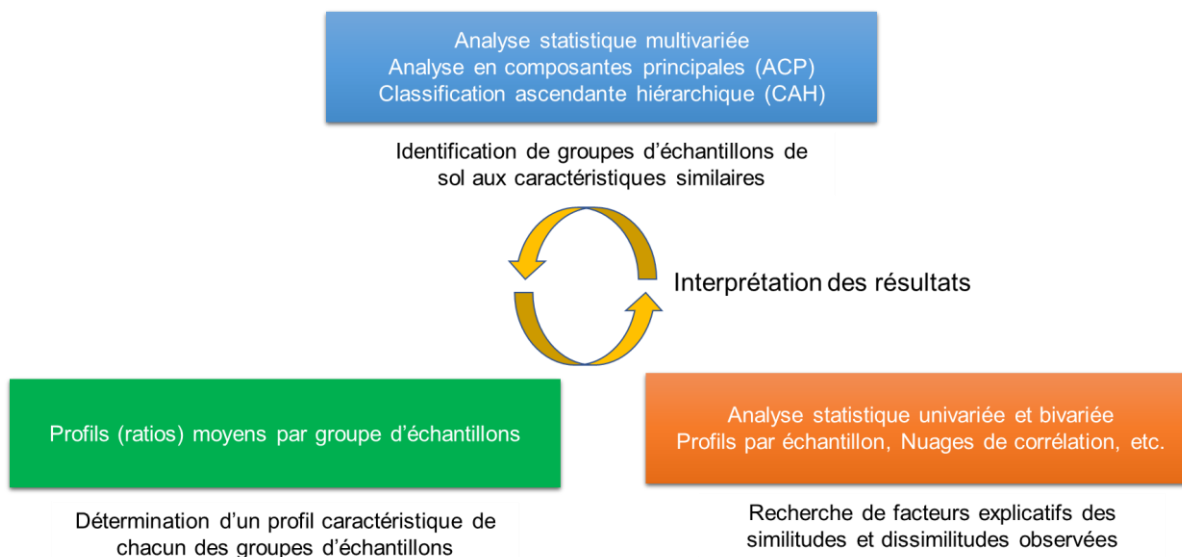 Analyse statistique multivariée
Analyse en composantes principales (ACP)
Classification ascendante hiérarchique (CAH)
Identification de groupes d’échantillons de
sol aux caractéristiques similaires
Interprétation des résultats
Profils (ratios) moyens par groupe d’échantillons
Détermination d’un profil caractéristique de
chacun des groupes d’échantillons
Analyse statistique univariée et bivariée
Profils par échantillon, Nuages de corrélation, etc.
Recherche de facteurs explicatifs des
similitudes et dissimilitudes observées